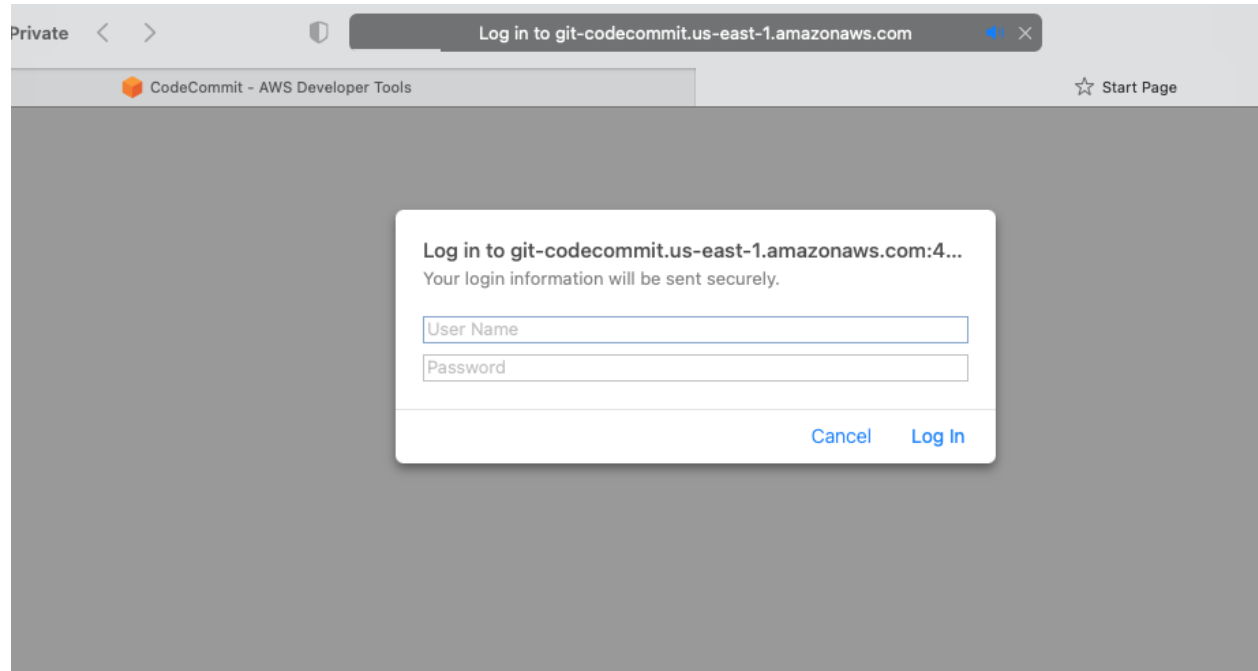 Private
Log in to git-codecommit.us-east-1.amazonaws.com
CodeCommit – AWS Developer Tools
Start Page
Log in to git-codecommit.us-east-1.amazonaws.com:4...
Your login information will be sent securely.
User Name
Password
Cancel Log In